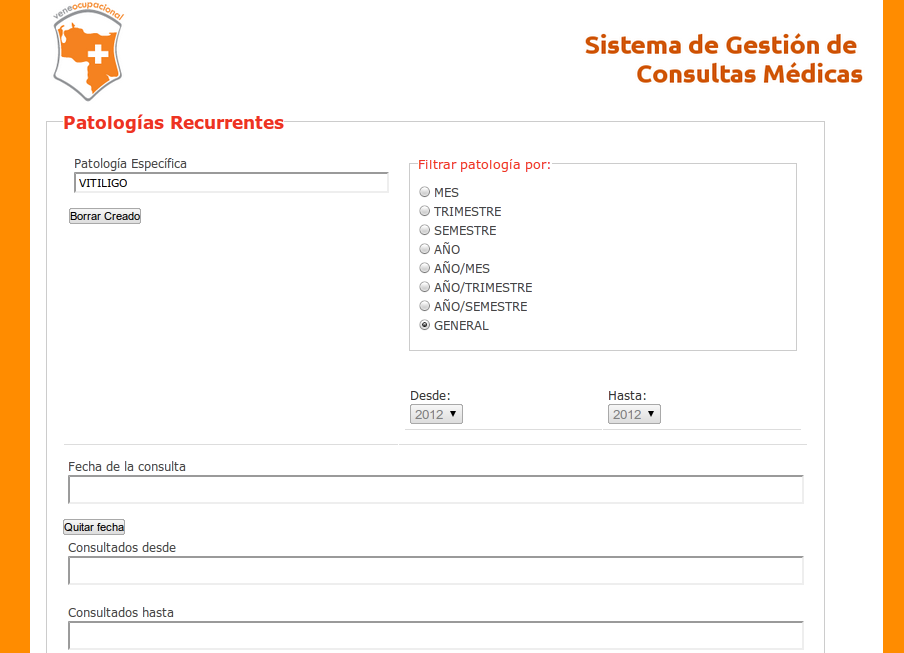 veneocupacional
Sistema de Gestión de
Consultas Médicas
Patologías Recurrentes
Patología Específica
VITILIGO
Borrar Creado
Filtrar patología por:
MES
TRIMESTRE
SEMESTRE
AÑO
AÑO/MES
AÑO/TRIMESTRE
AÑO/SEMESTRE
GENERAL
Desde:
Hasta:
2012
2012
Fecha de la consulta
Quitar fecha
Consultados desde
Consultados hasta